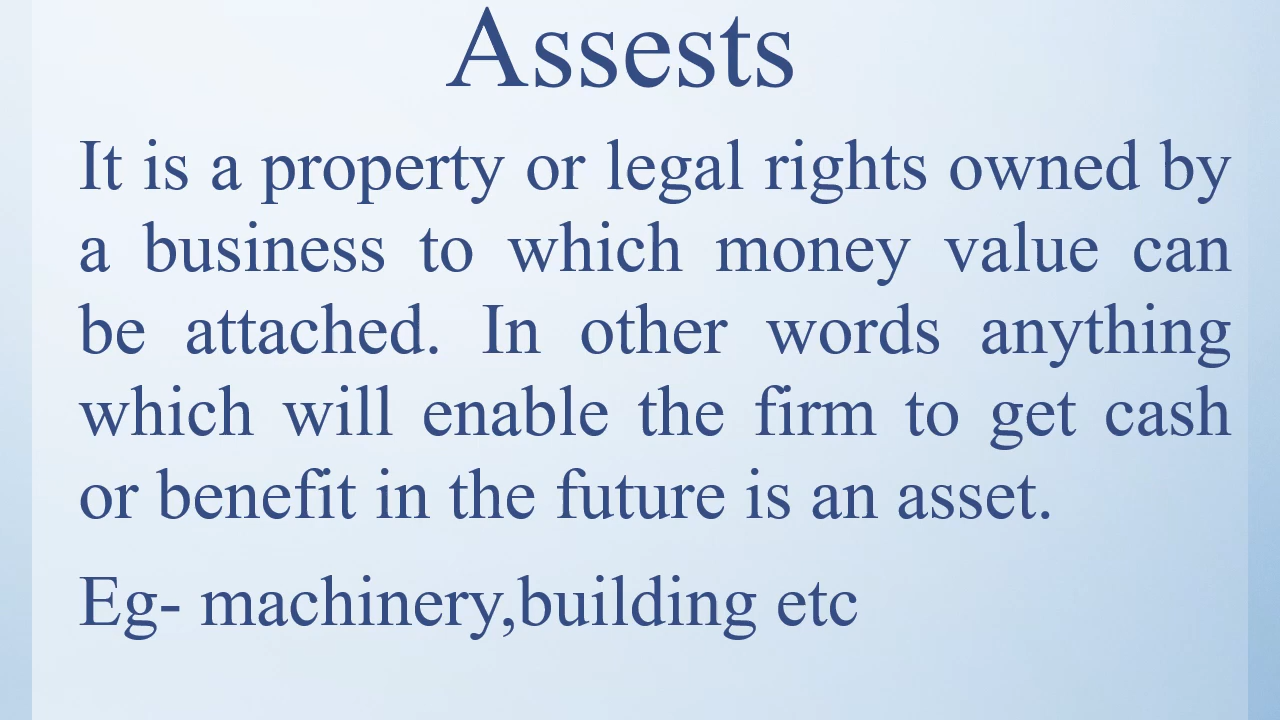 Assests
It is a property or legal rights owned by
a business to which money value can
be attached. In other words anything
which will enable the firm to get cash
or benefit in the future is an asset.
Eg- machinery,building etc